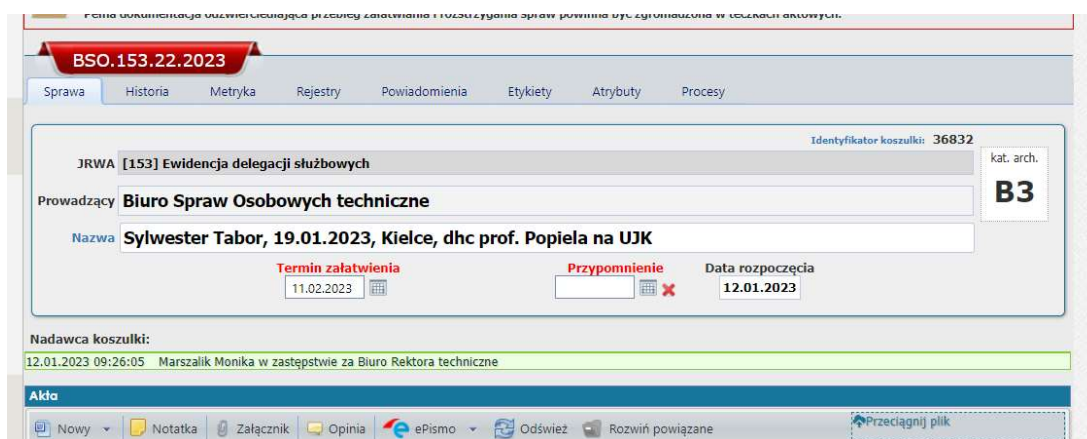 Pełna dokumentacja odzwierciedlająca przebieg załatwiania i rozstrzygania spraw powinna być zgromadzona w teczkach aktowych.
BSO.153.22.2023
Sprawa Historia Metryka Rejestry Powiadomienia Etykiety Atrybuty Procesy
Identyfikator koszulki: 36832
JRWA [153] Ewidencja delegacji służbowych
kat. arch.
B3
Prowadzący Biuro Spraw Osobowych techniczne
Nazwa Sylwester Tabor, 19.01.2023, Kielce, dhc prof. Popiela na UJK
Termin załatwienia Przypomnienie Data rozpoczęcia
11.02.2023 12.01.2023
Nadawca koszulki:
12.01.2023 09:26:05 Marszalik Monika w zastępstwie za Biuro Rektora techniczne
Akta
Nowy Notatka Załącznik Opinia ePismo Odśwież Rozwiń powiązane Przeciągnij plik